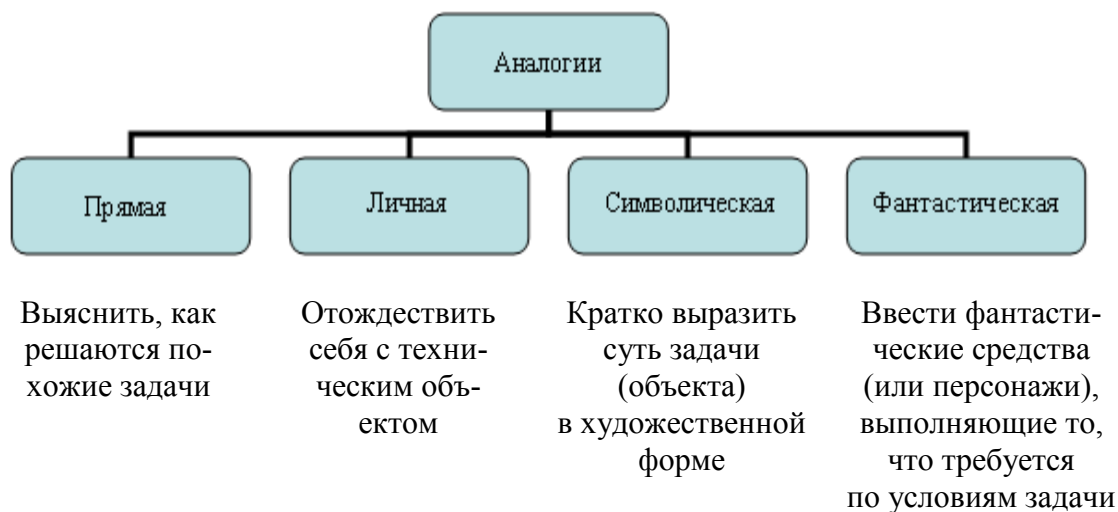 Аналогии
Прямая
Личная
Символическая
Фантастическая
Выяснить, как
решаются по-
хожие задачи
Отождествить
себя с техни-
ческим объ-
ектом
Кратко выразить
суть задачи
(объекта)
в художественной
форме
Ввести фантасти-
ческие средства
(или персонажи),
выполняющие то,
что требуется
по условиям задачи